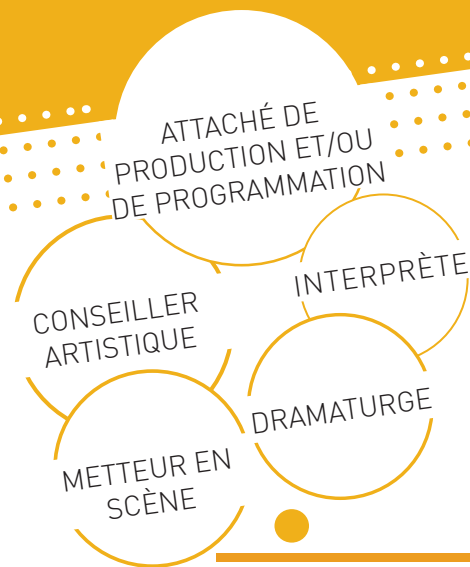 ATTACHÉ DE
PRODUCTION ET/OU
DE PROGRAMMATION
INTERPRÈTE
CONSEILLER
ARTISTIQUE
DRAMATURGE
METTEUR EN
SCÈNE